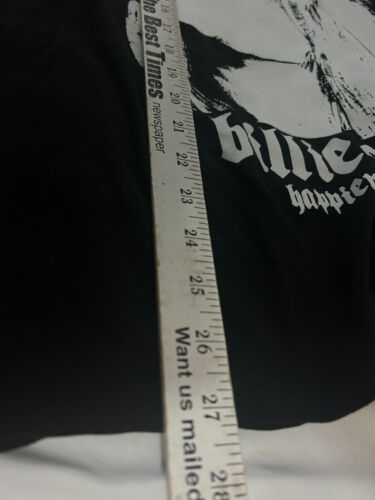 the Best Times
newspaper
17
18
19
20
21
22
23
24
25
26
27
28
Want us mailed
billie
happier